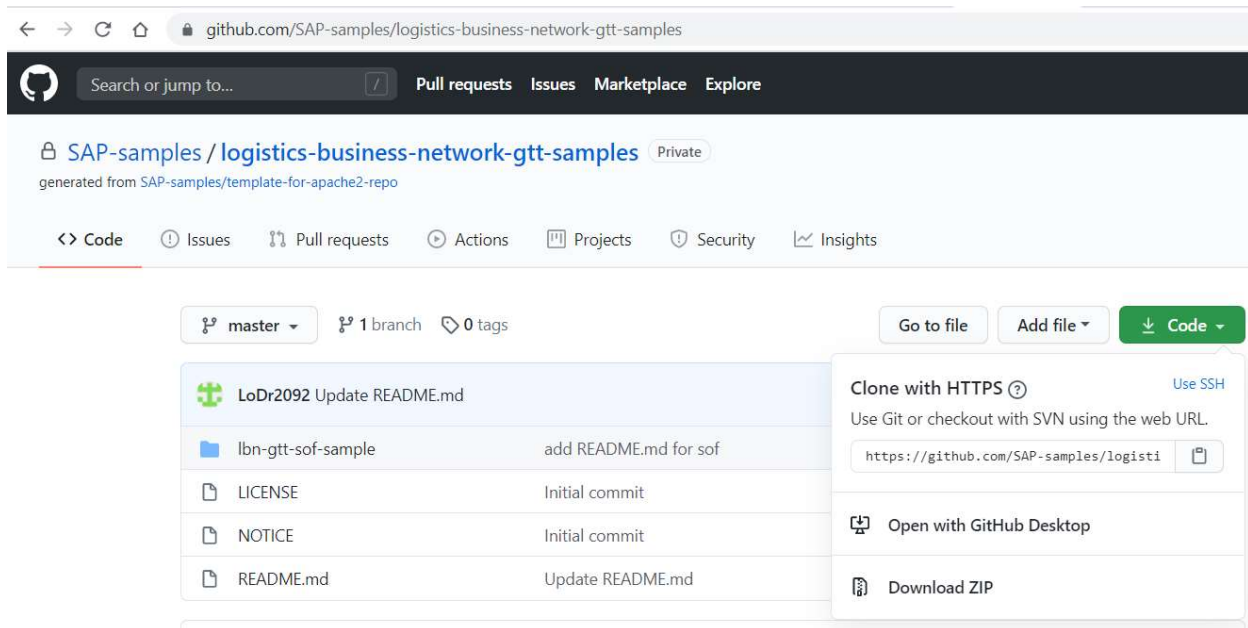 github.com/SAP-samples/logistics-business-network-gtt-samples
Search or jump to... / Pull requests Issues Marketplace Explore
SAP-samples / logistics-business-network-gtt-samples Private
generated from SAP-samples/template-for-apache2-repo
<> Code Issues Pull requests Actions Projects Security Insights
master 1 branch 0 tags Go to file Add file Code
LoDr2092 Update README.md
lbn-gtt-sof-sample add README.md for sof
LICENSE Initial commit
NOTICE Initial commit
README.md Update README.md
Clone with HTTPS ? Use SSH
Use Git or checkout with SVN using the web URL.
https://github.com/SAP-samples/logisti
Open with GitHub Desktop
Download ZIP